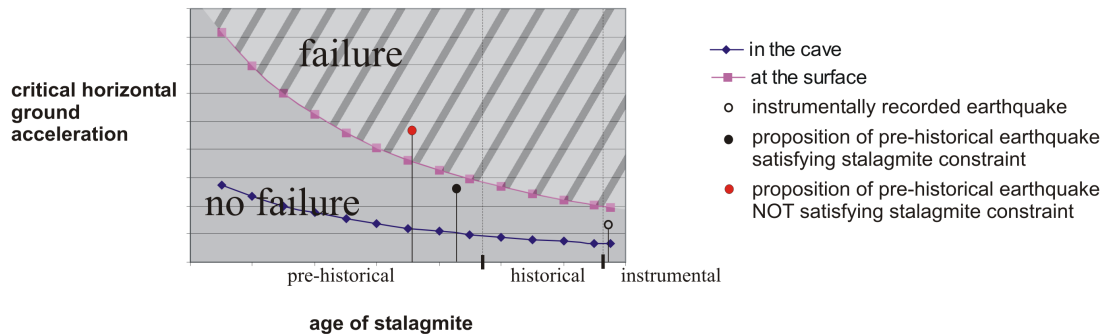 failure
critical horizontal
ground
acceleration
no failure
pre-historical
historical
instrumental
age of stalagmite
in the cave
at the surface
instrumentally recorded earthquake
proposition of pre-historical earthquake
satisfying stalagmite constraint
proposition of pre-historical earthquake
NOT satisfying stalagmite constraint